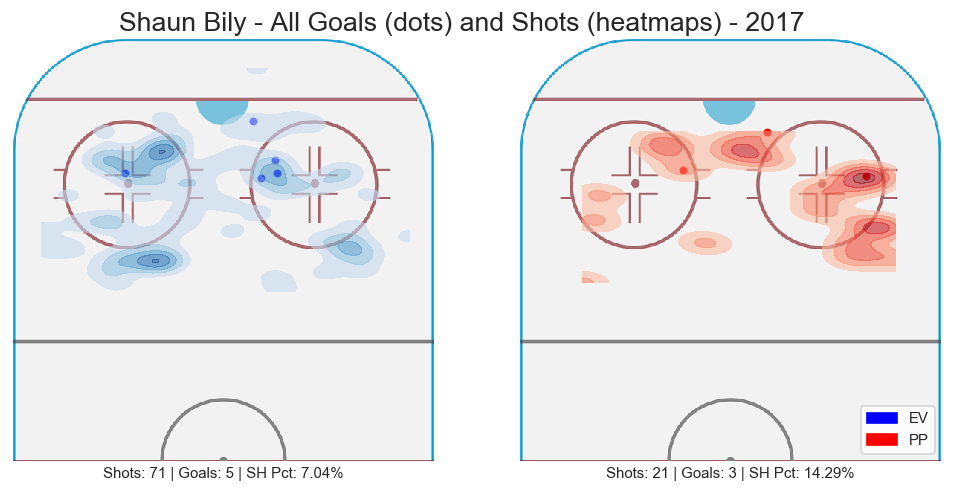 Shaun Bily - All Goals (dots) and Shots (heatmaps) - 2017
EV
PP
Shots: 71 | Goals: 5 | SH Pct: 7.04%
Shots: 21 | Goals: 3 | SH Pct: 14.29%